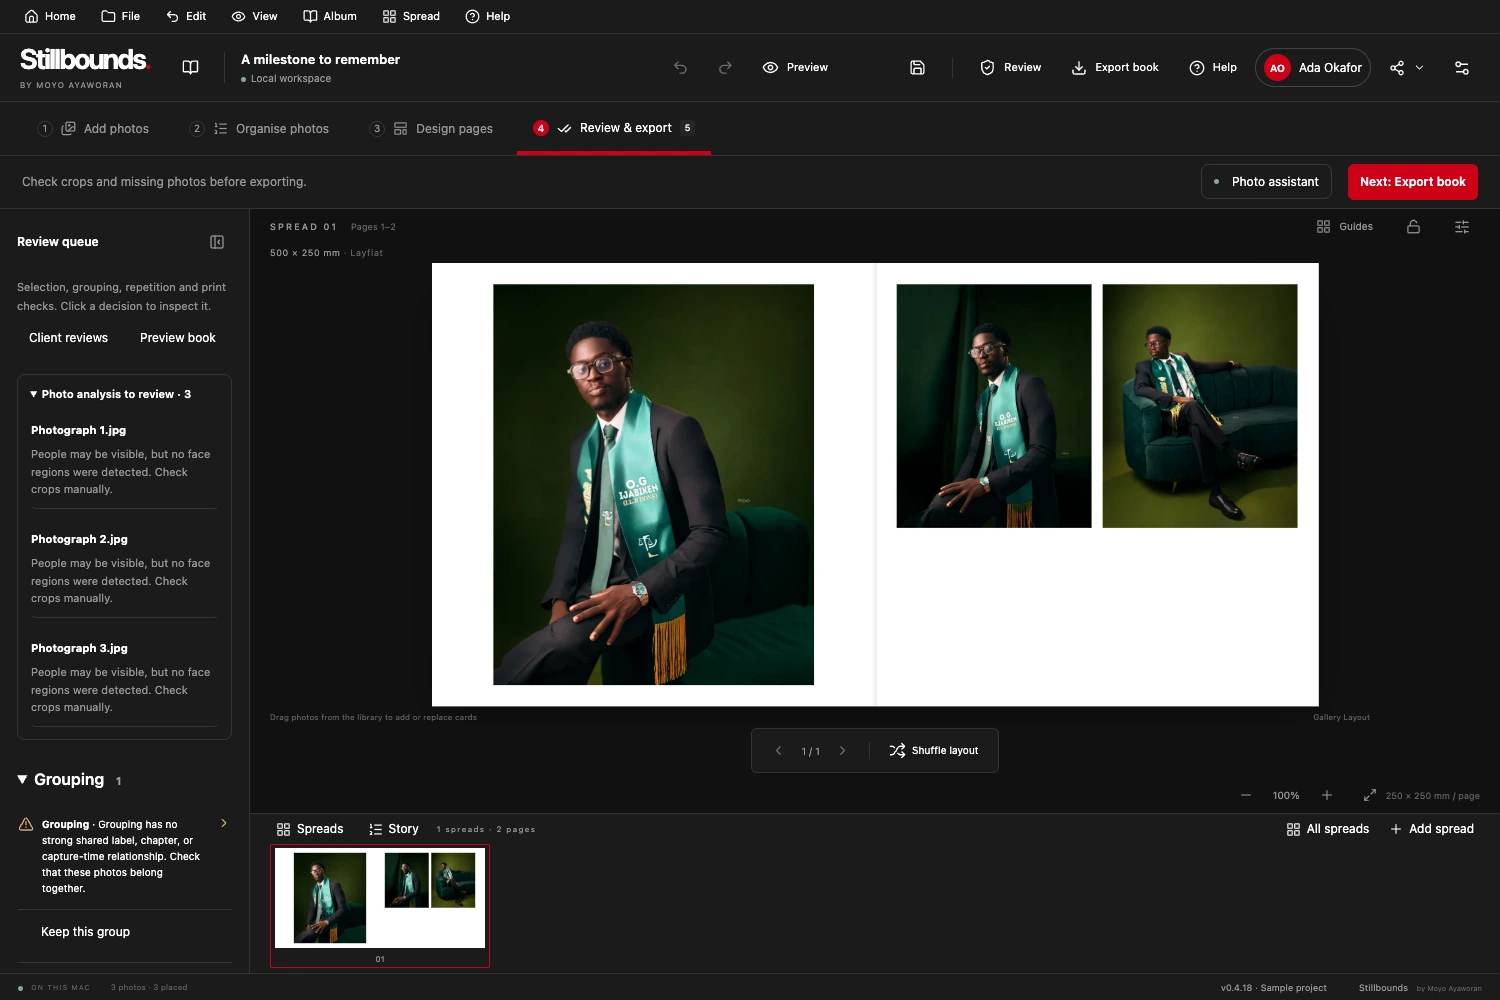 Home File Edit View Album Spread Help
Stillbounds.
BY MOYO AYAWORAN
A milestone to remember
Local workspace
Preview
Review
Export book
Help
AO Ada Okafor
1 Add photos
2 Organise photos
3 Design pages
4 Review & export 5
Check crops and missing photos before exporting.
Photo assistant
Next: Export book
Review queue
Selection, grouping, repetition and print
checks. Click a decision to inspect it.
Client reviews Preview book
Photo analysis to review · 3
Photograph 1.jpg
People may be visible, but no face
regions were detected. Check
crops manually.
Photograph 2.jpg
People may be visible, but no face
regions were detected. Check
crops manually.
Photograph 3.jpg
People may be visible, but no face
regions were detected. Check
crops manually.
Grouping 1
Grouping · Grouping has no
strong shared label, chapter, or
capture-time relationship. Check
that these photos belong
together.
Keep this group
SPREAD 01 Pages 1–2
500 × 250 mm · Layflat
Guides
O.G
IJABIKEN
(LL.B HONS)
O.G
IJABIKEN
Drag photos from the library to add or replace cards
Gallery Layout
1 / 1
Shuffle layout
100%
250 × 250 mm / page
Spreads
Story
1 spreads · 2 pages
All spreads
Add spread
01
ON THIS MAC
3 photos · 3 placed
v0.4.18 · Sample project
Stillbounds by Moyo Ayaworan